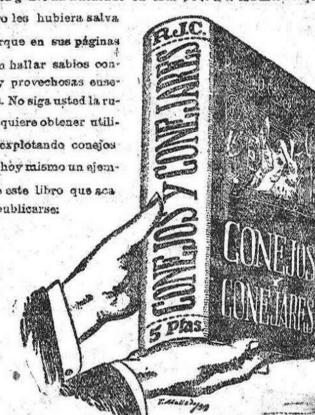 o les hubiera salva
rque en sus páginas
n hallar sabios con-
y provechosas ense-
. No siga usted la ru-
quiere obtener utili-
explotando conejos
hoy mismo un ejem-
e este libro que aca
ublicarse:
R.J.C.
CONEJOS Y CONEJARES
5 Ptas.
CONEJOS
Y
CONEJARES